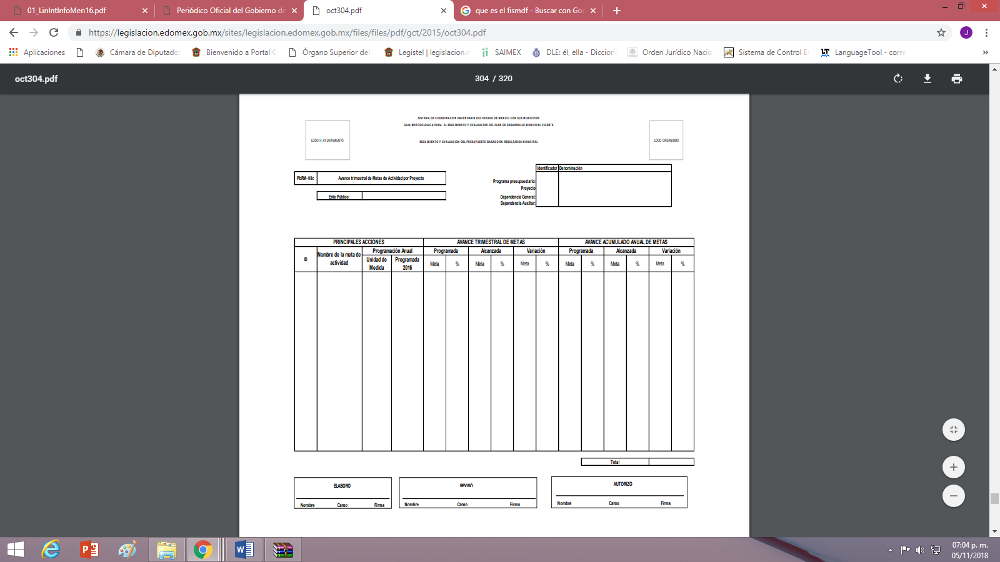 01_LinIntInfoMen16.pdf
Periódico Oficial del Gobierno de
oct304.pdf
que es el fismdf - Buscar con Goo
https://legislacion.edomex.gob.mx/sites/legislacion.edomex.gob.mx/files/files/pdf/gct/2015/oct304.pdf
J
Aplicaciones
Cámara de Diputados
Bienvenido a Portal C
Órgano Superior del
Legistel | legislacion.e
SAIMEX
DLE: él, ella - Diccion
Orden Jurídico Nacio
Sistema de Control E
LT LanguageTool - corre
»
oct304.pdf
304 / 320
SISTEMA DE COORDINACION HACENDARIA DEL ESTADO DE MEXICO CON SUS MUNICIPIOS
GUIA METODOLOGICA PARA EL SEGUIMIENTO Y EVALUACION DEL PLAN DE DESARROLLO MUNICIPAL VIGENTE
LOGO H. AYUNTAMIENTO
SEGUIMIENTO Y EVALUACION DEL PRESUPUESTO BASADO EN RESULTADOS MUNICIPAL
LOGO ORGANISMO
Identificador Denominación
PbRM-08c Avance trimestral de Metas de Actividad por Proyecto
Programa presupuestario:
Proyecto
Ente Público:
Dependencia General:
Dependencia Auxiliar:
PRINCIPALES ACCIONES AVANCE TRIMESTRAL DE METAS AVANCE ACUMULADO ANUAL DE METAS
ID Nombre de la meta de actividad Programación Anual Programada Alcanzada Variación Programada Alcanzada Variación
Unidad de Medida Programada 2016 Meta % Meta % Meta % Meta % Meta % Meta %
Total
ELABORÓ
Nombre Cargo Firma
REVISÓ
Nombre Cargo Firma
AUTORIZÓ
Nombre Cargo Firma
07:04 p. m.
05/11/2018